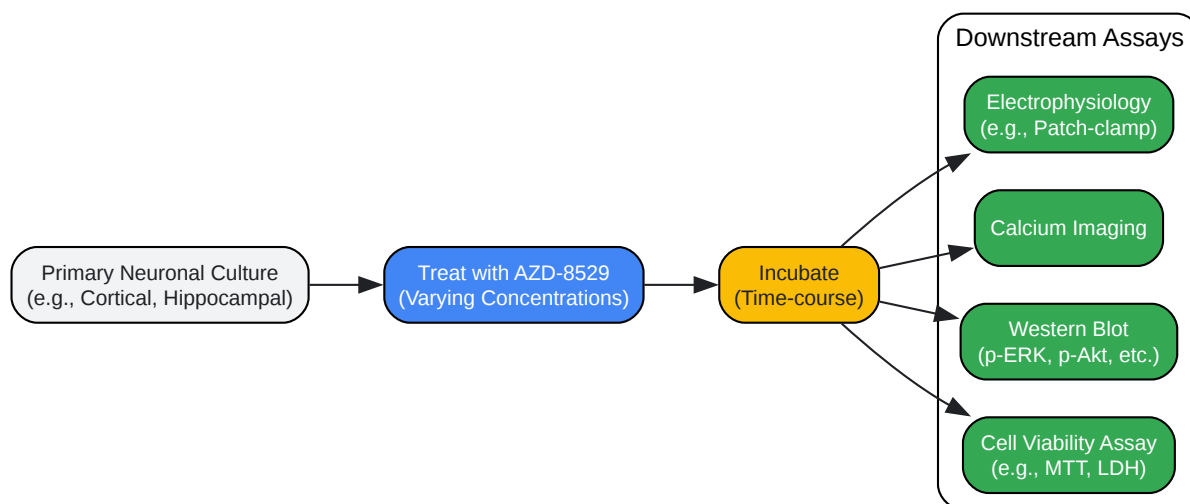 Downstream Assays
Primary Neuronal Culture
(e.g., Cortical, Hippocampal)
Treat with AZD-8529
(Varying Concentrations)
Incubate
(Time-course)
Electrophysiology
(e.g., Patch-clamp)
Calcium Imaging
Western Blot
(p-ERK, p-Akt, etc.)
Cell Viability Assay
(e.g., MTT, LDH)